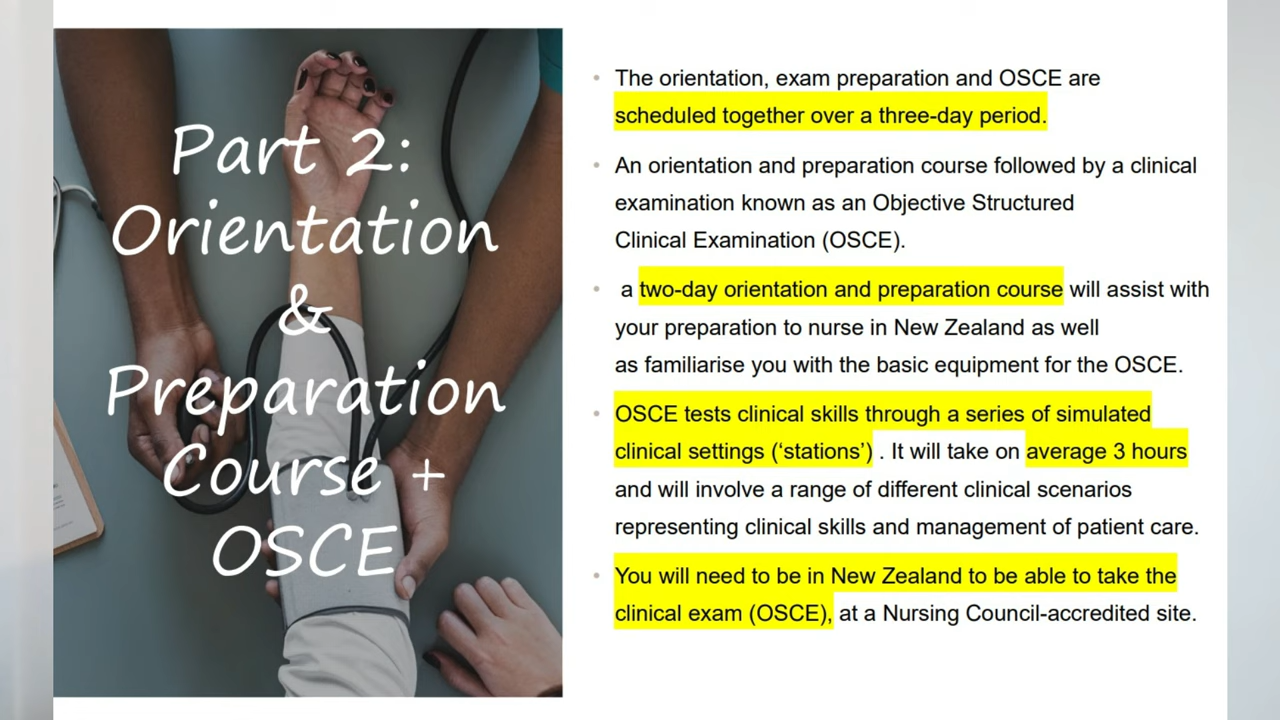 Part 2:
Orientation
&
Preparation
Course +
OSCE
• The orientation, exam preparation and OSCE are
scheduled together over a three-day period.
• An orientation and preparation course followed by a clinical
examination known as an Objective Structured
Clinical Examination (OSCE).
• a two-day orientation and preparation course will assist with
your preparation to nurse in New Zealand as well
as familiarise you with the basic equipment for the OSCE.
• OSCE tests clinical skills through a series of simulated
clinical settings (‘stations’) . It will take on average 3 hours
and will involve a range of different clinical scenarios
representing clinical skills and management of patient care.
• You will need to be in New Zealand to be able to take the
clinical exam (OSCE), at a Nursing Council-accredited site.